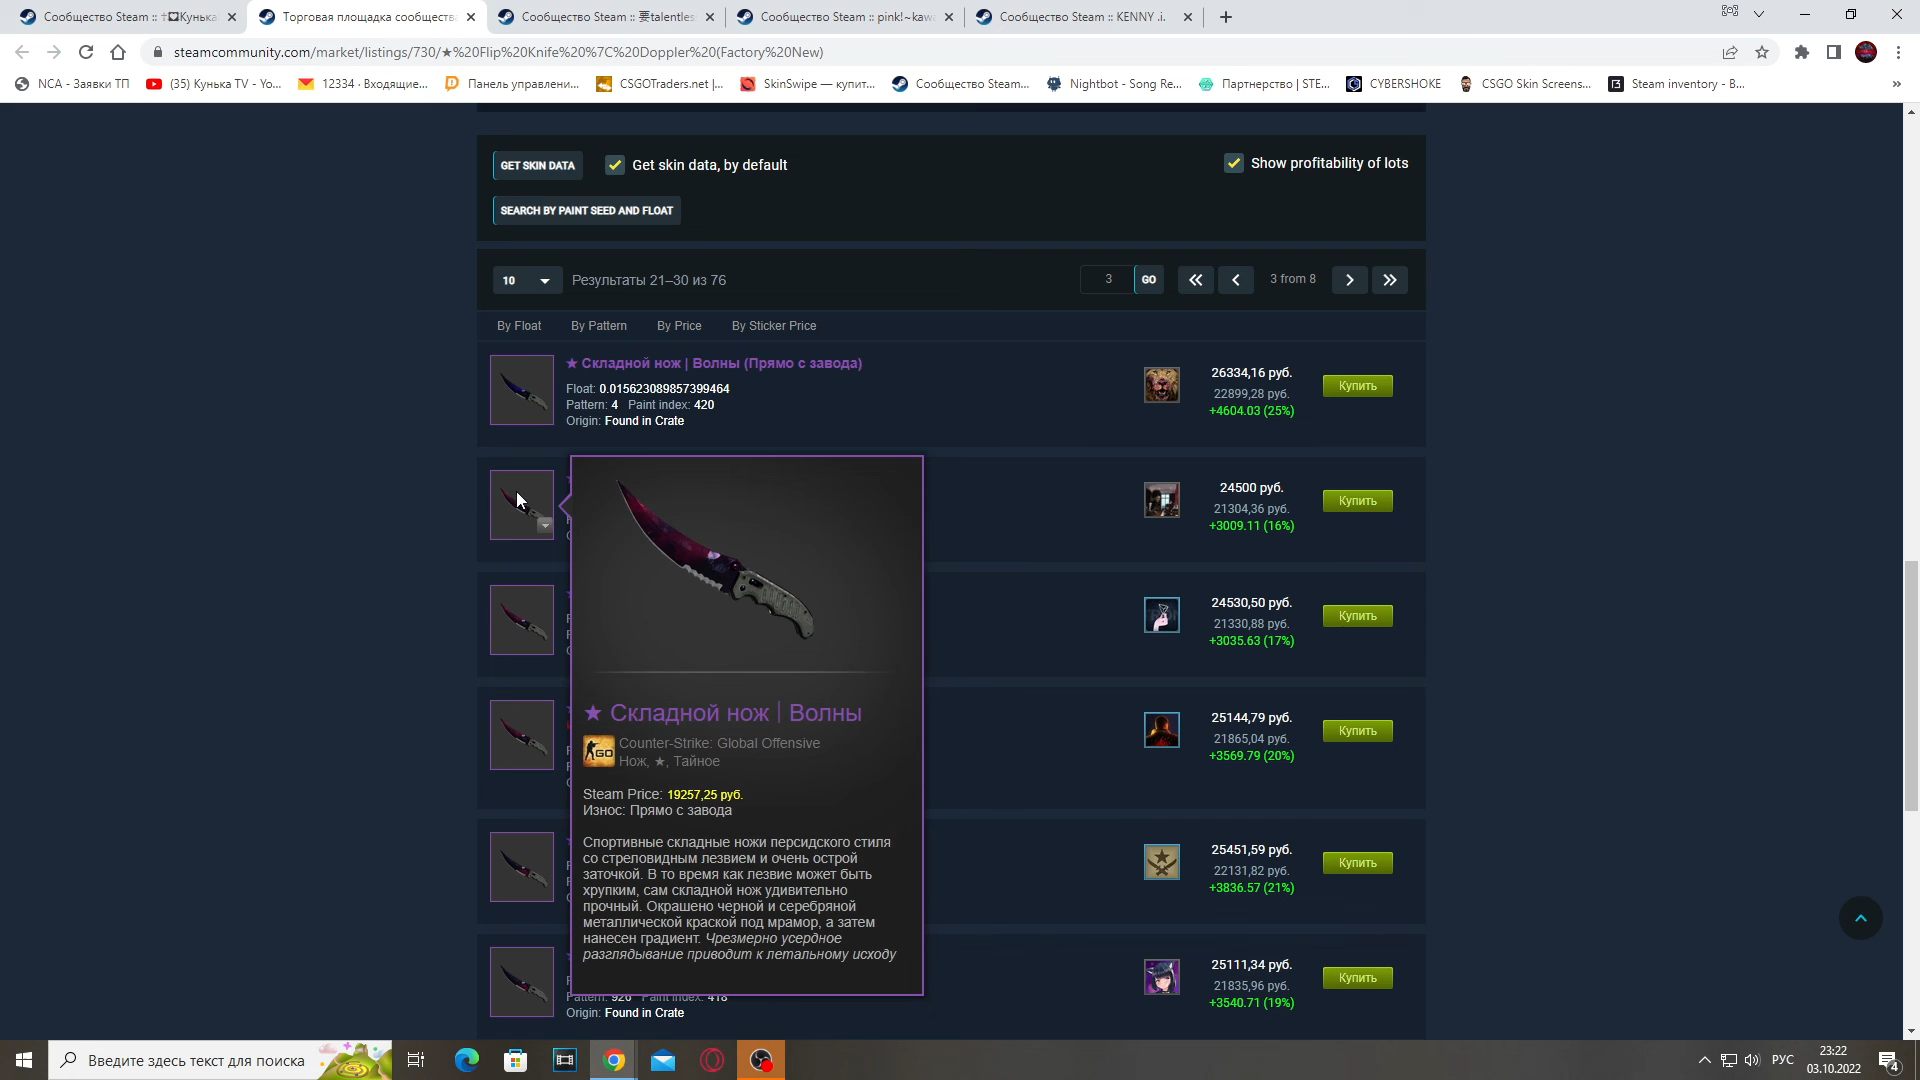 Сообщество Steam :: †⛋Кунька
Торговая площадка сообщества
Сообщество Steam :: 要talentles
Сообщество Steam :: pink!~kaw
Сообщество Steam :: KENNY .i.
steamcommunity.com/market/listings/730/★%20Flip%20Knife%20%7C%20Doppler%20(Factory%20New)
NCA - Заявки ТП
(35) Кунька TV - Yo...
12334 · Входящие...
Панель управлени...
CSGOTraders.net |...
SkinSwipe — купит...
Сообщество Steam...
Nightbot - Song Re...
Партнерство | STE...
CYBERSHOKE
CSGO Skin Screens...
Steam inventory - B...
GET SKIN DATA
Get skin data, by default
Show profitability of lots
SEARCH BY PAINT SEED AND FLOAT
10
Результаты 21–30 из 76
3
GO
3 from 8
By Float By Pattern By Price By Sticker Price
★ Складной нож | Волны (Прямо с завода)
Float: 0.015623089857399464
Pattern: 4 Paint index: 420
Origin: Found in Crate
26334,16 руб.
22899,28 руб.
+4604.03 (25%)
Купить
24500 руб.
21304,36 руб.
+3009.11 (16%)
Купить
24530,50 руб.
21330,88 руб.
+3035.63 (17%)
Купить
25144,79 руб.
21865,04 руб.
+3569.79 (20%)
Купить
25451,59 руб.
22131,82 руб.
+3836.57 (21%)
Купить
25111,34 руб.
21835,96 руб.
+3540.71 (19%)
Купить
★ Складной нож | Волны
GO
Counter-Strike: Global Offensive
Нож, ★, Тайное
Steam Price: 19257,25 руб.
Износ: Прямо с завода
Спортивные складные ножи персидского стиля
со стреловидным лезвием и очень острой
заточкой. В то время как лезвие может быть
хрупким, сам складной нож удивительно
прочный. Окрашено черной и серебряной
металлической краской под мрамор, а затем
нанесен градиент. Чрезмерно усердное
разглядывание приводит к летальному исходу
Pattern: 926 Paint index: 418
Origin: Found in Crate
Введите здесь текст для поиска
РУС
23:22
03.10.2022
4